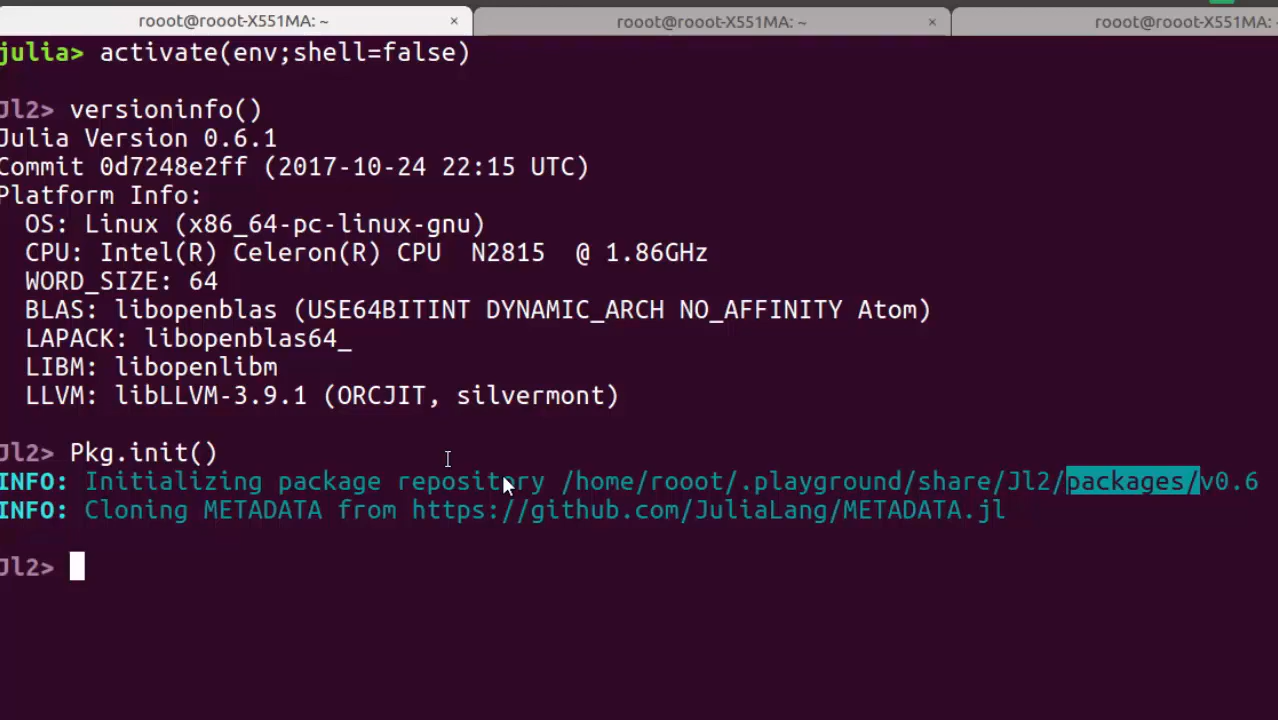 rooot@rooot-X551MA: ~ × rooot@rooot-X551MA: ~ × rooot@rooot-X551MA: ~
julia> activate(env;shell=false)
Jl2> versioninfo()
Julia Version 0.6.1
Commit 0d7248e2ff (2017-10-24 22:15 UTC)
Platform Info:
OS: Linux (x86_64-pc-linux-gnu)
CPU: Intel(R) Celeron(R) CPU  N2815  @ 1.86GHz
WORD_SIZE: 64
BLAS: libopenblas (USE64BITINT DYNAMIC_ARCH NO_AFFINITY Atom)
LAPACK: libopenblas64_
LIBM: libopenlibm
LLVM: libLLVM-3.9.1 (ORCJIT, silvermont)
Jl2> Pkg.init()
INFO: Initializing package repository /home/rooot/.playground/share/Jl2/packages/v0.6
INFO: Cloning METADATA from https://github.com/JuliaLang/METADATA.jl
Jl2>